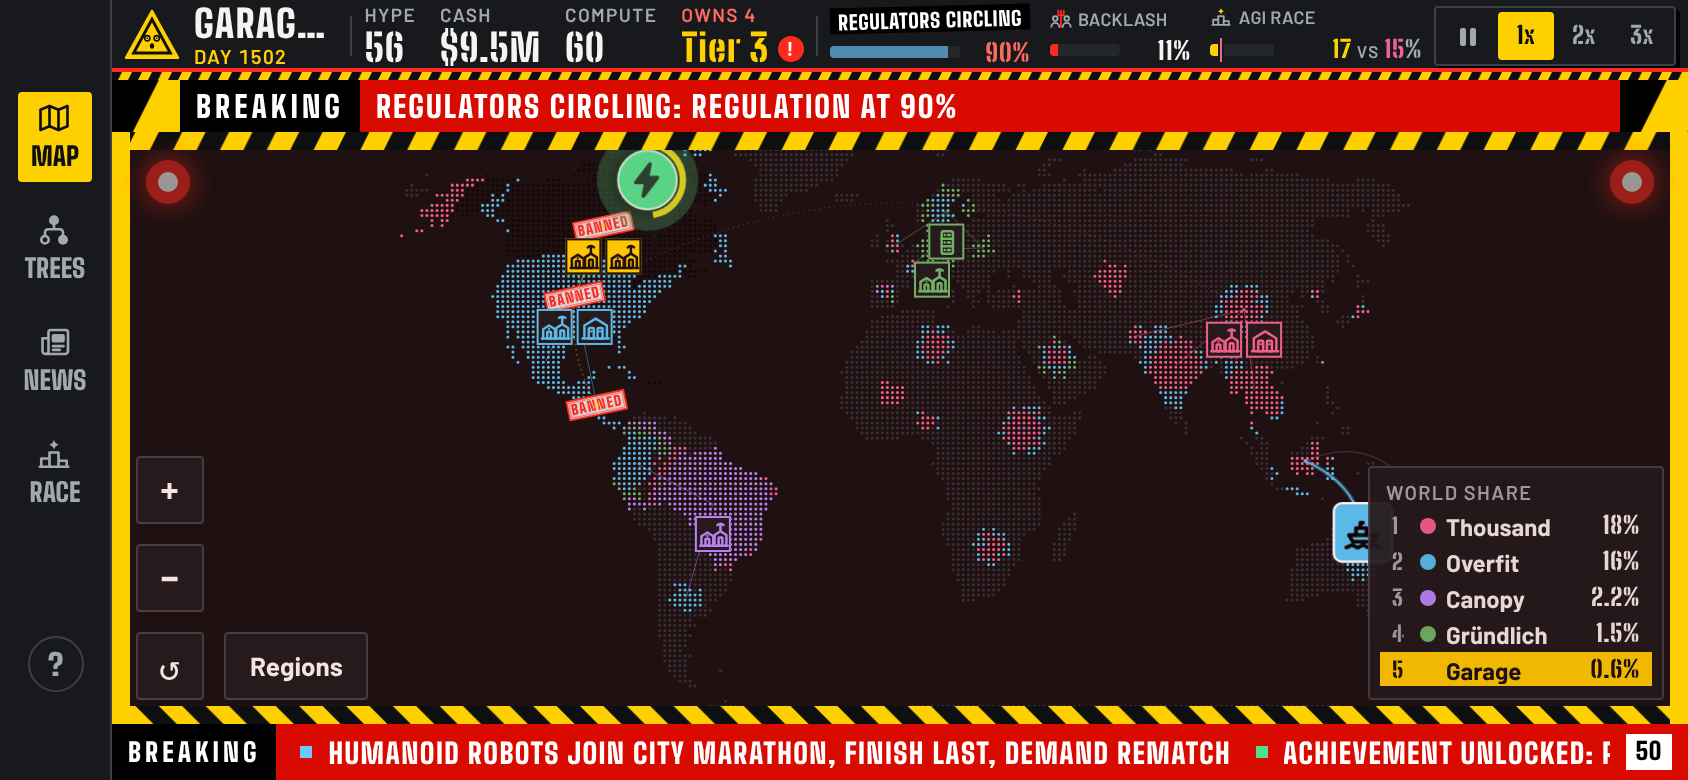 GARAG...
DAY 1502
HYPE
56
CASH
$9.5M
COMPUTE
60
OWNS 4
Tier 3 !
REGULATORS CIRCLING
90%
BACKLASH
11%
AGI RACE
17 VS 15%
1x
2x
3x
BREAKING
REGULATORS CIRCLING: REGULATION AT 90%
MAP
TREES
NEWS
RACE
?
BANNED
BANNED
BANNED
+
−
↺
Regions
WORLD SHARE
1 Thousand 18%
2 Overfit 16%
3 Canopy 2.2%
4 Gründlich 1.5%
5 Garage 0.6%
BREAKING
HUMANOID ROBOTS JOIN CITY MARATHON, FINISH LAST, DEMAND REMATCH
ACHIEVEMENT UNLOCKED:
50